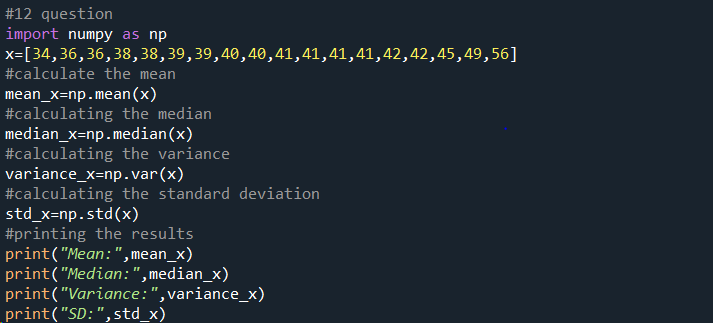 #12 question
import numpy as np
x=[34,36,36,38,38,39,39,40,40,41,41,41,41,42,42,45,49,56]
#calculate the mean
mean_x=np.mean(x)
#calculating the median
median_x=np.median(x)
#calculating the variance
variance_x=np.var(x)
#calculating the standard deviation
std_x=np.std(x)
#printing the results
print("Mean:",mean_x)
print("Median:",median_x)
print("Variance:",variance_x)
print("SD:",std_x)